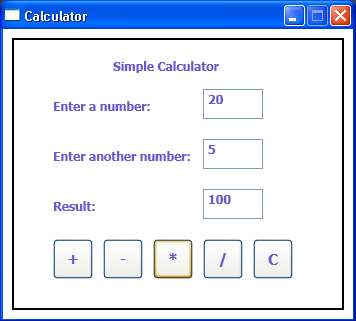 Calculator
Simple Calculator
Enter a number: 20
Enter another number: 5
Result: 100
+ - * / C